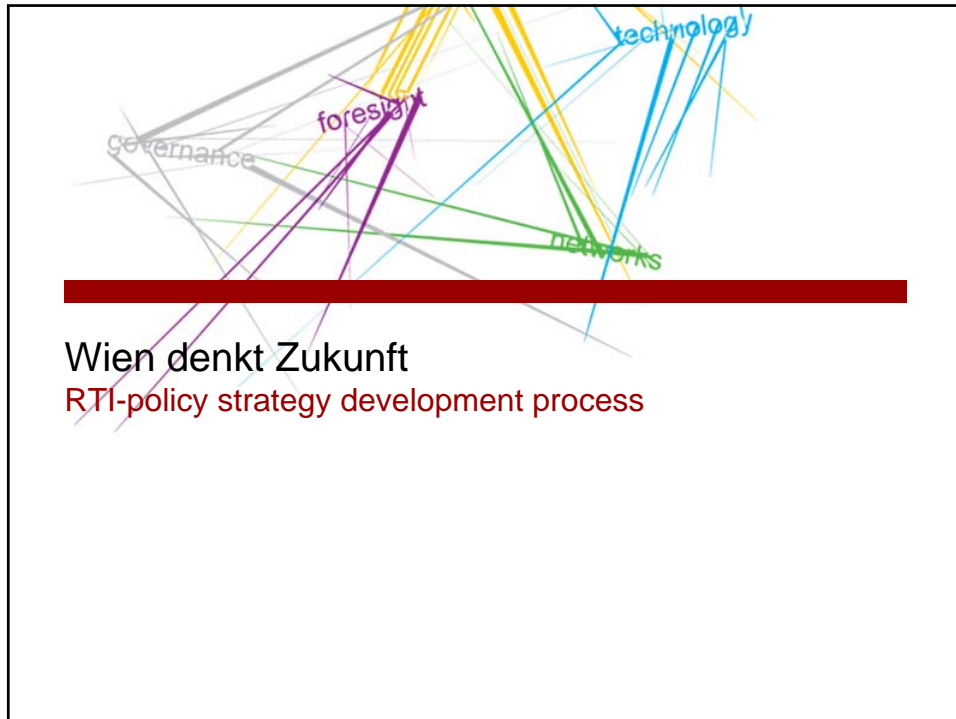 technology
foresight
governance
networks
Wien denkt Zukunft
RTI-policy strategy development process